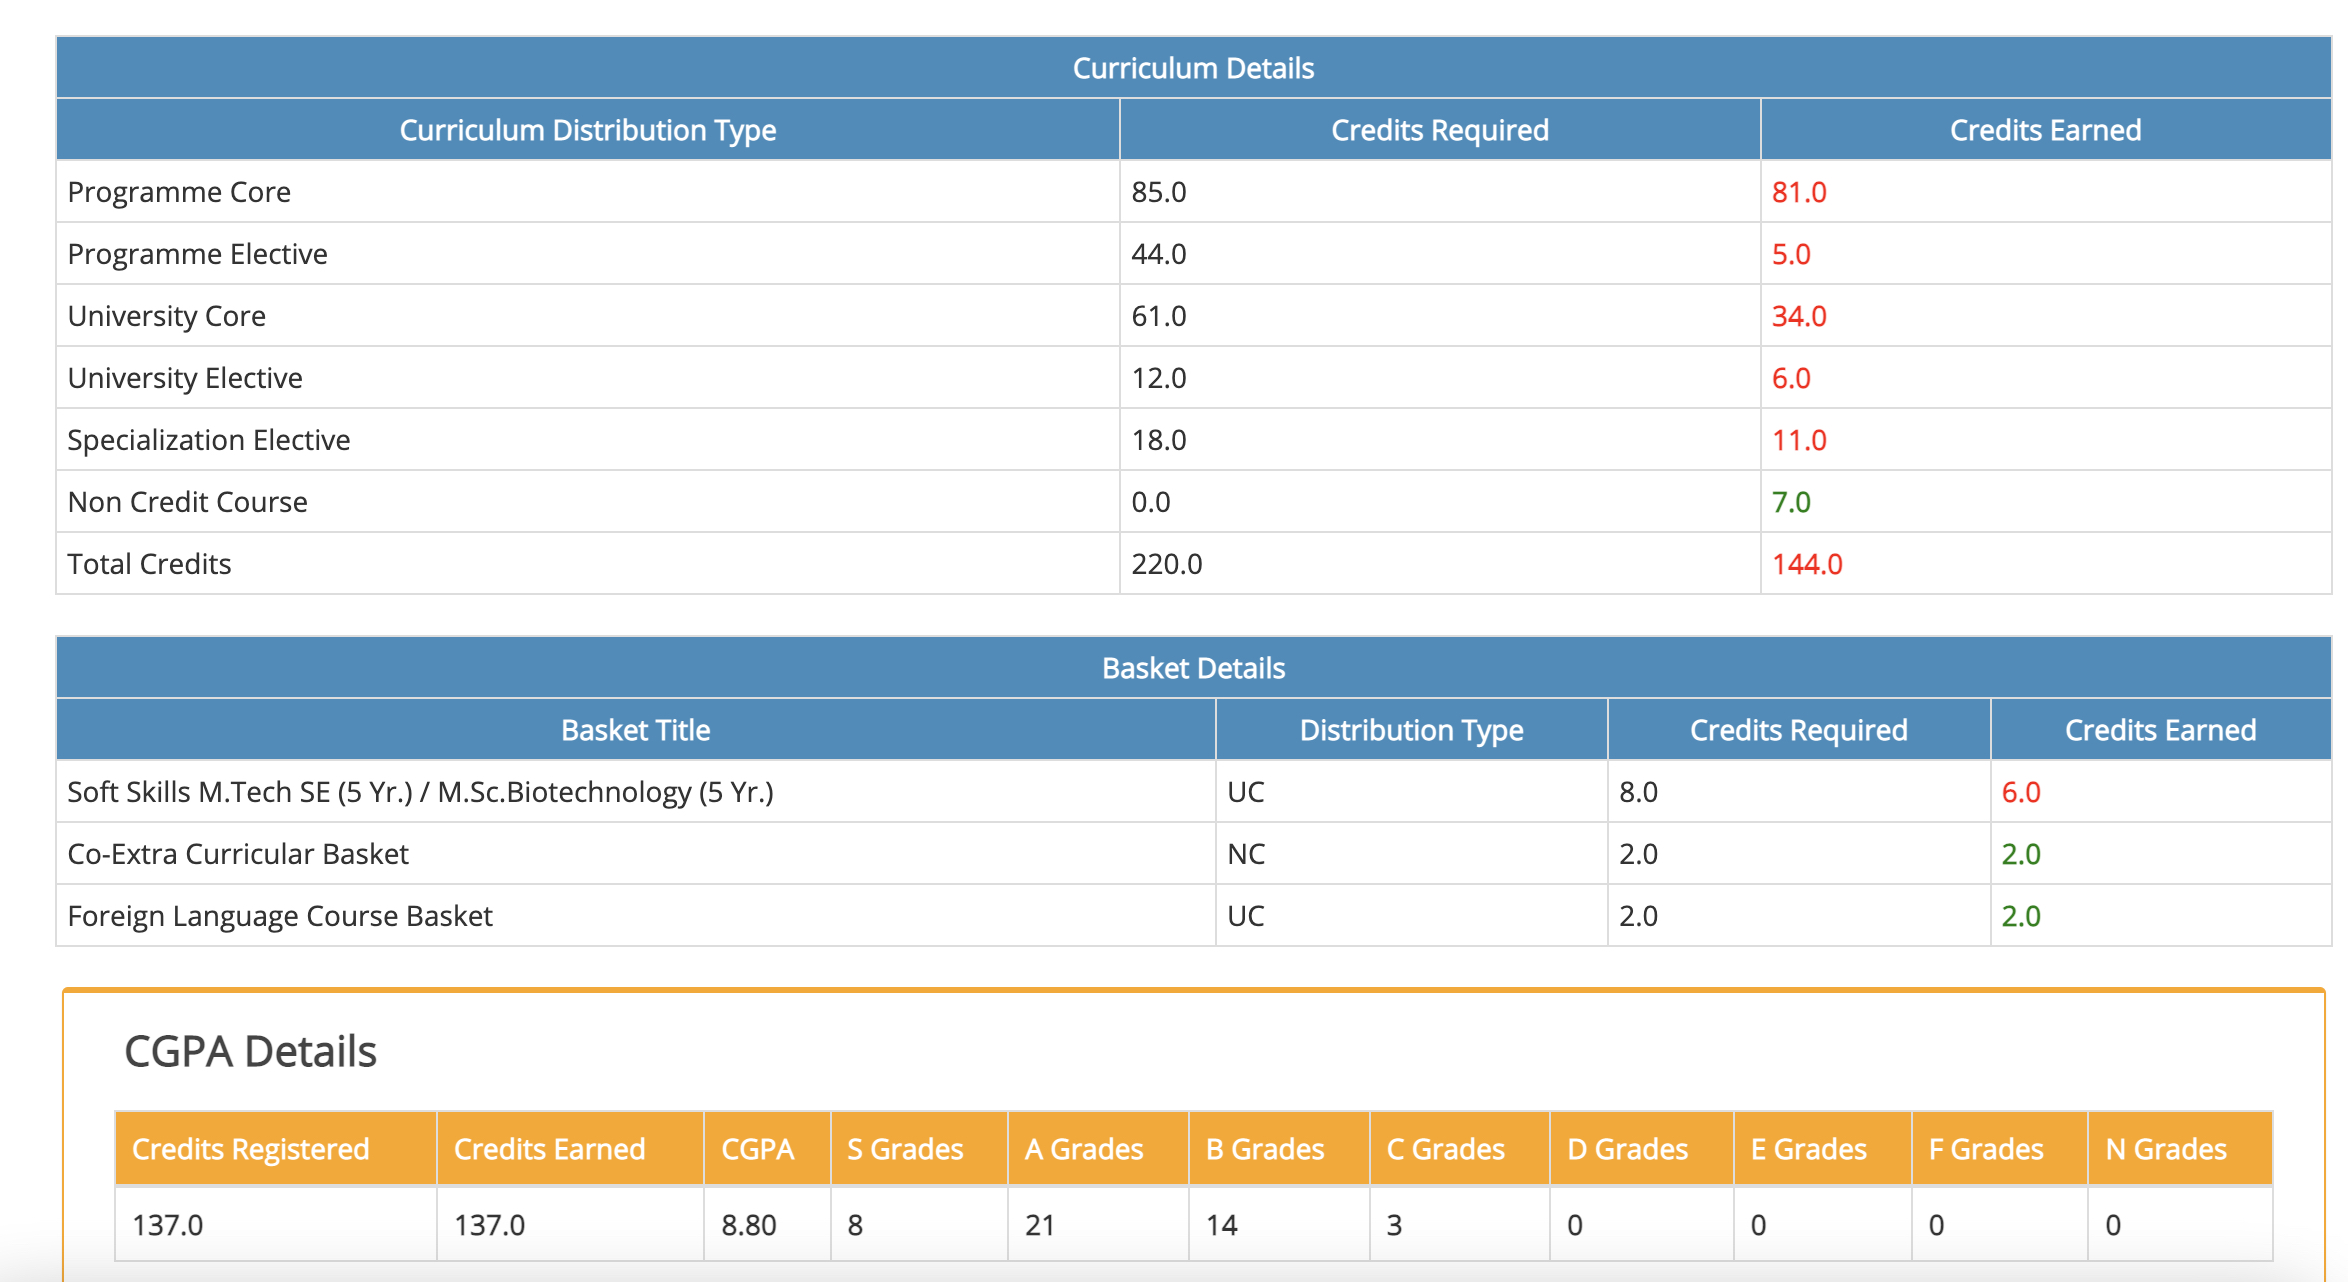 Curriculum Details
Curriculum Distribution Type Credits Required Credits Earned
Programme Core 85.0 81.0
Programme Elective 44.0 5.0
University Core 61.0 34.0
University Elective 12.0 6.0
Specialization Elective 18.0 11.0
Non Credit Course 0.0 7.0
Total Credits 220.0 144.0
Basket Details
Basket Title Distribution Type Credits Required Credits Earned
Soft Skills M.Tech SE (5 Yr.) / M.Sc.Biotechnology (5 Yr.) UC 8.0 6.0
Co-Extra Curricular Basket NC 2.0 2.0
Foreign Language Course Basket UC 2.0 2.0
CGPA Details
Credits Registered Credits Earned CGPA S Grades A Grades B Grades C Grades D Grades E Grades F Grades N Grades
137.0 137.0 8.80 8 21 14 3 0 0 0 0